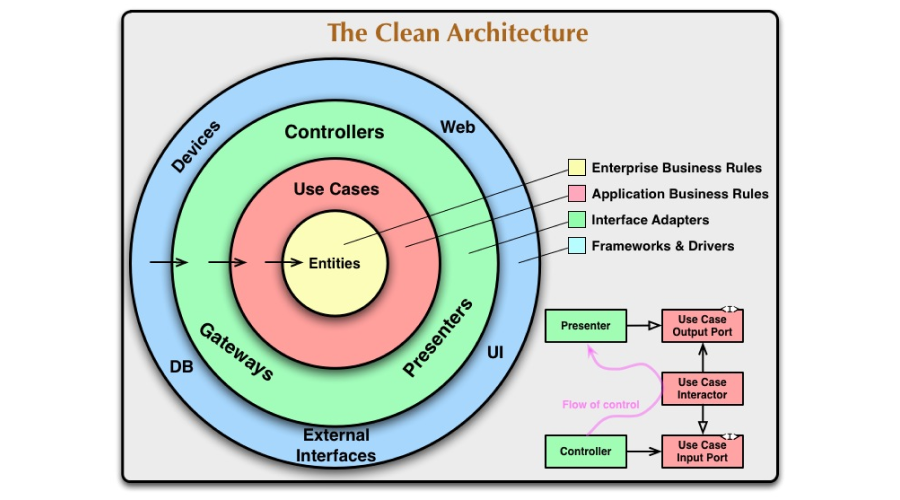 The Clean Architecture
Devices
Web
Controllers
Use Cases
Entities
Gateways
Presenters
DB
UI
External
Interfaces
Enterprise Business Rules
Application Business Rules
Interface Adapters
Frameworks & Drivers
Presenter
<I>
Use Case
Output Port
Use Case
Interactor
Flow of control
Controller
<I>
Use Case
Input Port